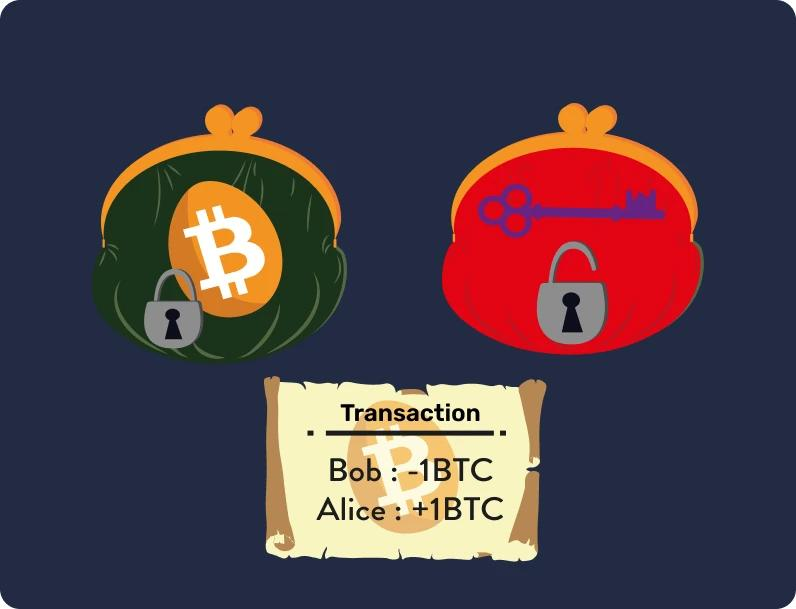 Transaction
Bob : -1BTC
Alice : +1BTC